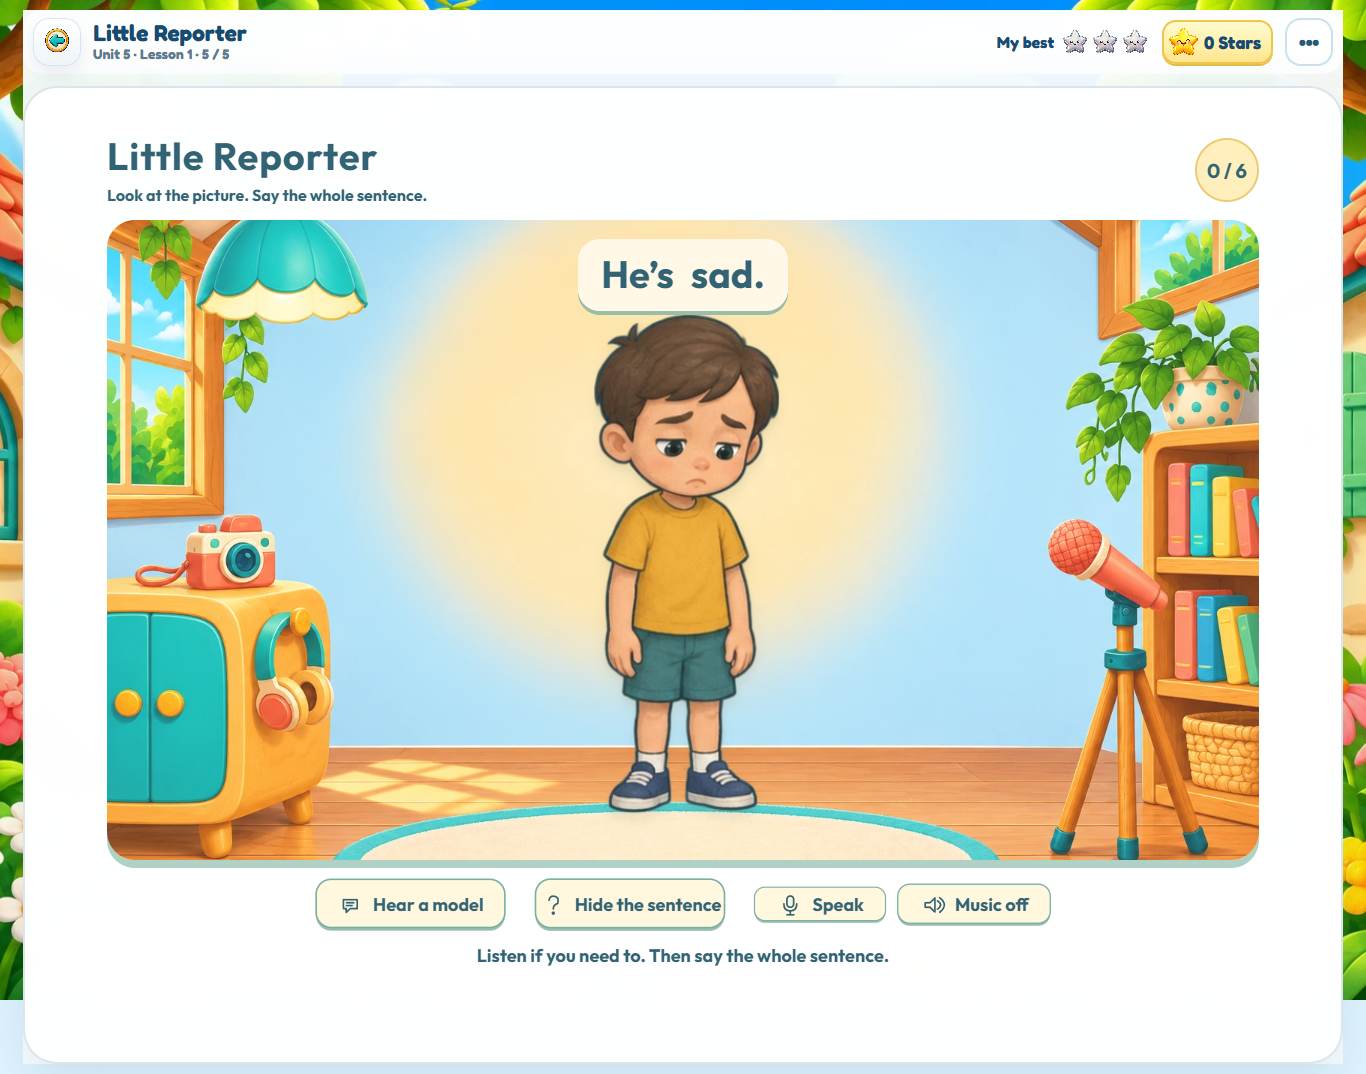 Little Reporter
Unit 5 · Lesson 1 · 5 / 5
My best
0 Stars
Little Reporter
Look at the picture. Say the whole sentence.
0 / 6
He's sad.
Hear a model
? Hide the sentence
Speak
Music off
Listen if you need to. Then say the whole sentence.